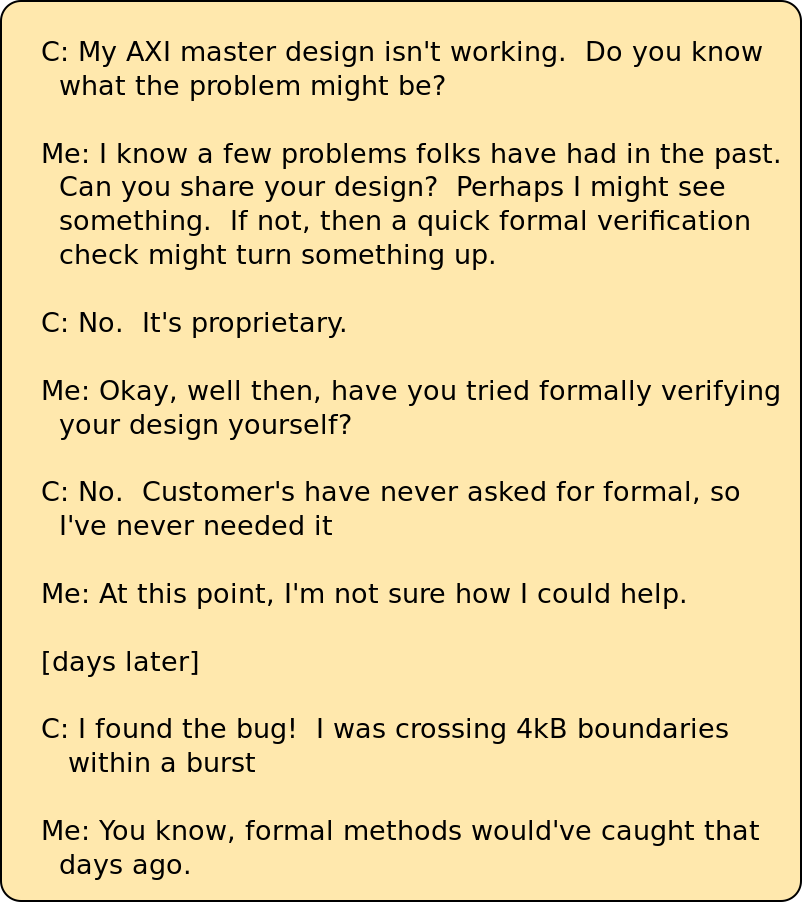 C: My AXI master design isn't working.  Do you know
what the problem might be?
Me: I know a few problems folks have had in the past.
Can you share your design?  Perhaps I might see
something.  If not, then a quick formal verification
check might turn something up.
C: No.  It's proprietary.
Me: Okay, well then, have you tried formally verifying
your design yourself?
C: No.  Customer's have never asked for formal, so
I've never needed it
Me: At this point, I'm not sure how I could help.
[days later]
C: I found the bug!  I was crossing 4kB boundaries
within a burst
Me: You know, formal methods would've caught that
days ago.